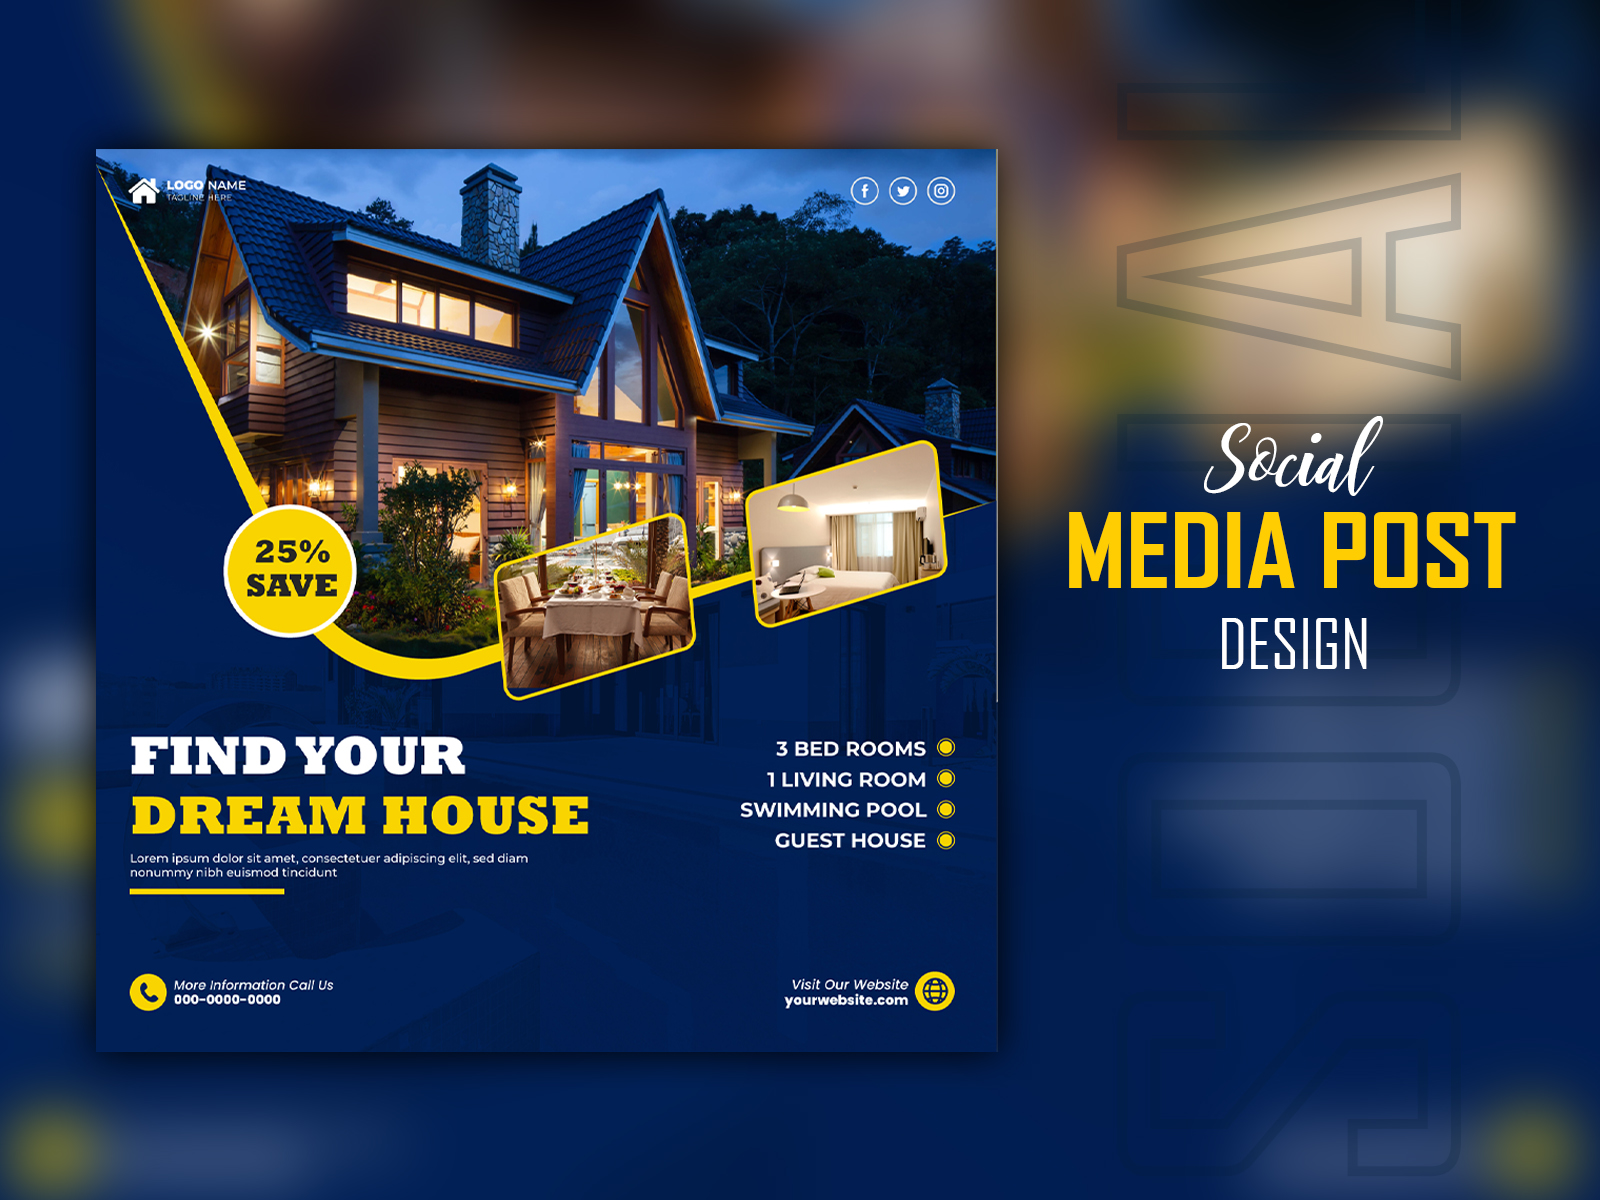 LOGO NAME
TAGLINE HERE
25%
SAVE
FIND YOUR
DREAM HOUSE
Lorem ipsum dolor sit amet, consectetuer adipiscing elit, sed diam
nonummy nibh euismod tincidunt
3 BED ROOMS
1 LIVING ROOM
SWIMMING POOL
GUEST HOUSE
More Information Call Us
000-0000-0000
Visit Our Website
yourwebsite.com
Social
MEDIA POST
DESIGN
SOCIAL